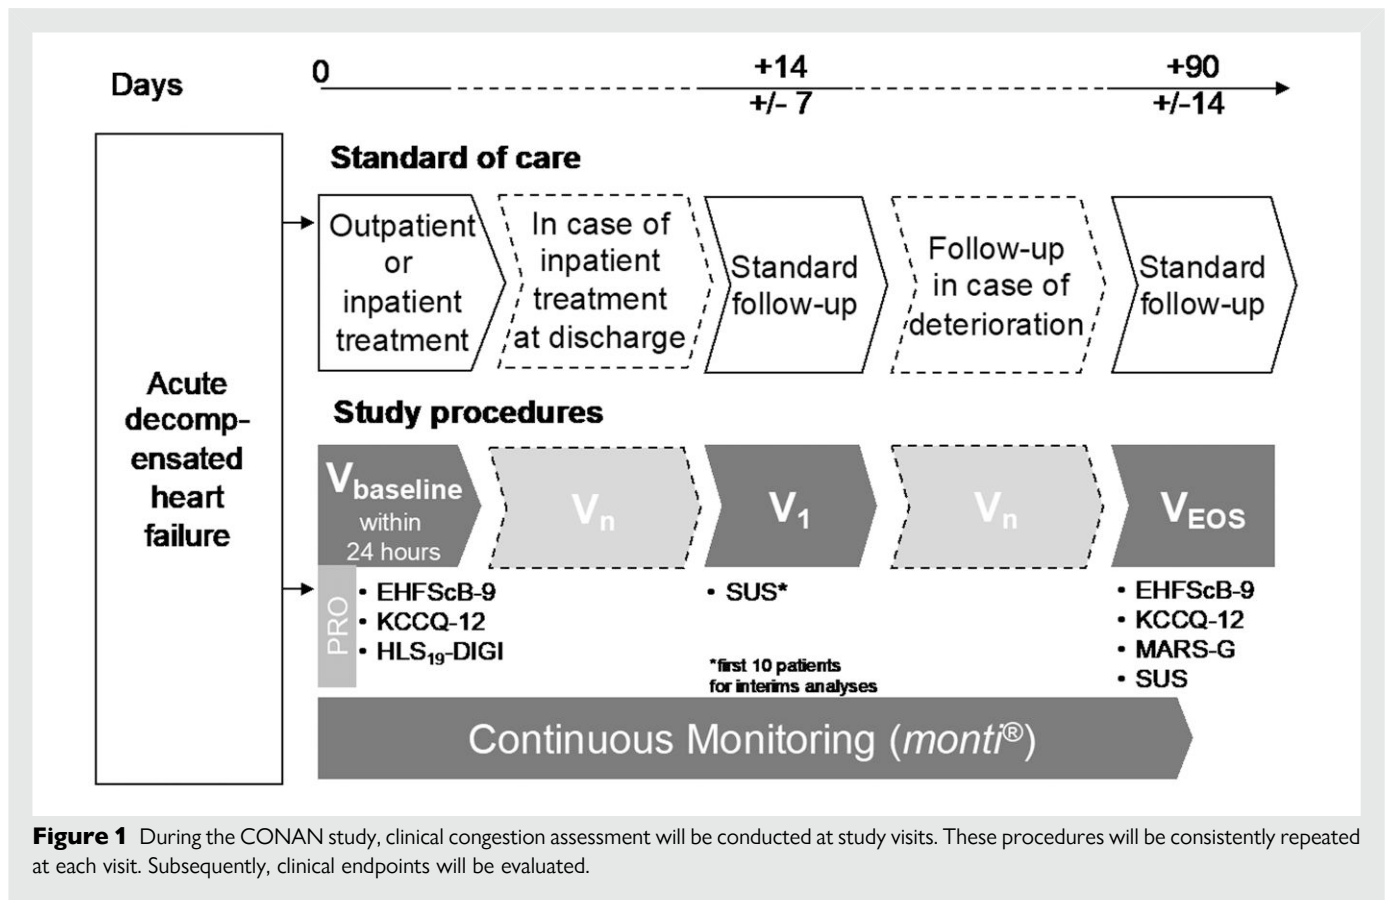 Days
0
+14
+/- 7
+90
+/-14
Standard of care
Outpatient
or
inpatient
treatment
In case of
inpatient
treatment
at discharge
Standard
follow-up
Follow-up
in case of
deterioration
Standard
follow-up
Acute
decomp-
ensated
heart
failure
Study procedures
Vbaseline
within
24 hours
Vn
V1
Vn
VEOS
PRO
• EHFScB-9
• KCCQ-12
• HLS19-DIGI
• SUS*
*first 10 patients
for interims analyses
• EHFScB-9
• KCCQ-12
• MARS-G
• SUS
Continuous Monitoring (monti®)
Figure 1 During the CONAN study, clinical congestion assessment will be conducted at study visits. These procedures will be consistently repeated
at each visit. Subsequently, clinical endpoints will be evaluated.